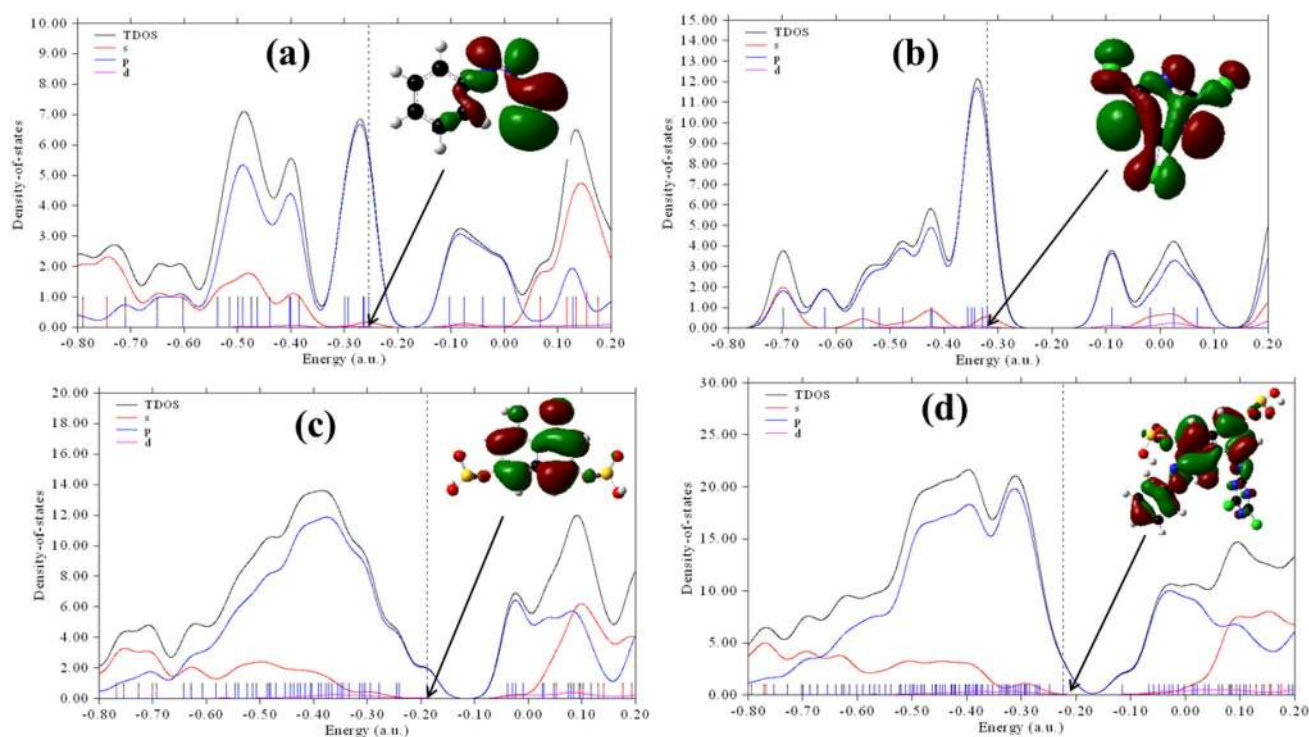 10.00
9.00
8.00
7.00
6.00
5.00
4.00
3.00
2.00
1.00
0.00
Density-of-states
TDOS
s
p
d
(a)
-0.80 -0.70 -0.60 -0.50 -0.40 -0.30 -0.20 -0.10 0.00 0.10 0.20
Energy (a.u.)
15.00
14.00
13.00
12.00
11.00
10.00
9.00
8.00
7.00
6.00
5.00
4.00
3.00
2.00
1.00
0.00
Density-of-states
TDOS
s
p
d
(b)
-0.80 -0.70 -0.60 -0.50 -0.40 -0.30 -0.20 -0.10 0.00 0.10 0.20
Energy (a.u.)
20.00
18.00
16.00
14.00
12.00
10.00
8.00
6.00
4.00
2.00
0.00
Density-of-states
TDOS
s
p
d
(c)
-0.80 -0.70 -0.60 -0.50 -0.40 -0.30 -0.20 -0.10 0.00 0.10 0.20
Energy (a.u.)
30.00
25.00
20.00
15.00
10.00
5.00
0.00
Density-of-states
TDOS
s
p
d
(d)
-0.80 -0.70 -0.60 -0.50 -0.40 -0.30 -0.20 -0.10 0.00 0.10 0.20
Energy (a.u.)